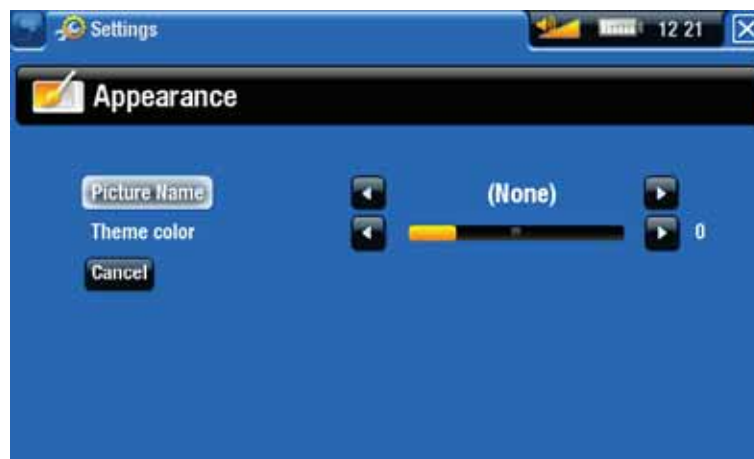 Settings
12 21
Appearance
Picture Name
(None)
Theme color
0
Cancel